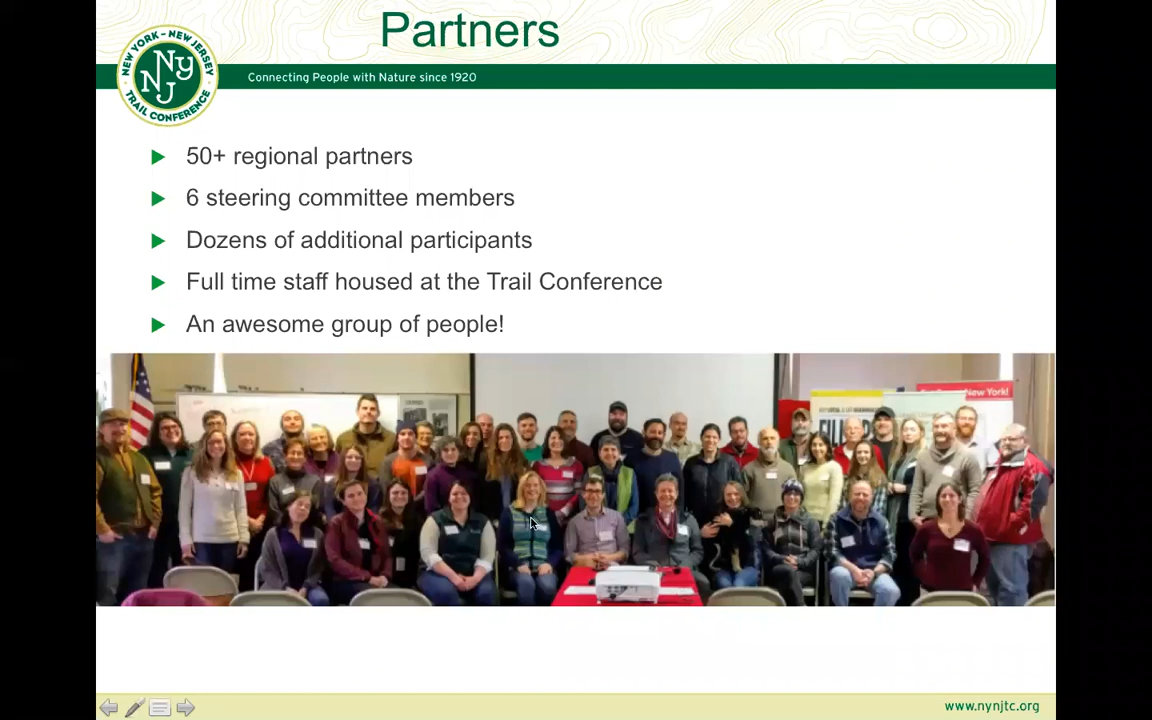 Partners
NEW YORK - NEW JERSEY
NY
NJ
TRAIL CONFERENCE
Connecting People with Nature since 1920
50+ regional partners
6 steering committee members
Dozens of additional participants
Full time staff housed at the Trail Conference
An awesome group of people!
New York!
www.nynjtc.org